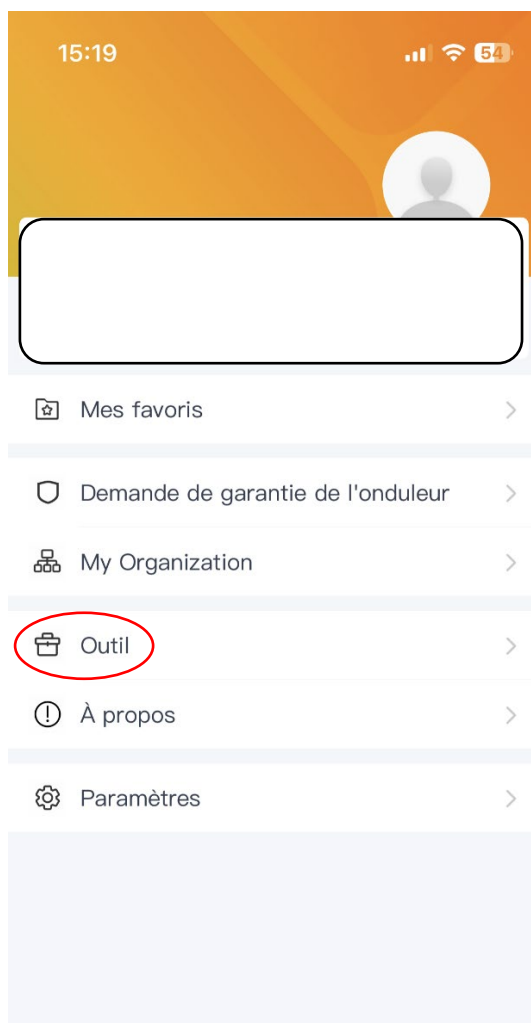 15:19
54
Mes favoris
Demande de garantie de l'onduleur
My Organization
Outil
À propos
Paramètres